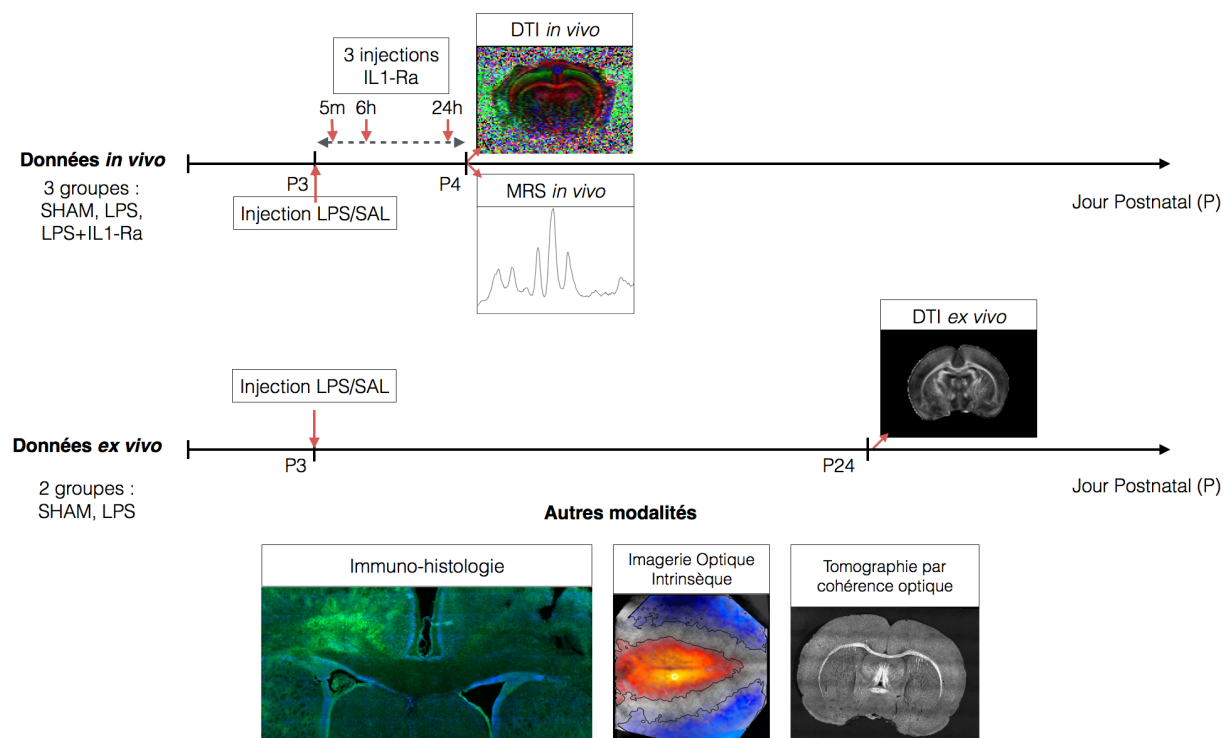 DTI in vivo
3 injections
IL1-Ra
5m 6h 24h
Données in vivo
3 groupes :
SHAM, LPS,
LPS+IL1-Ra
P3
P4
Injection LPS/SAL
MRS in vivo
Jour Postnatal (P)
DTI ex vivo
Injection LPS/SAL
Données ex vivo
2 groupes :
SHAM, LPS
P3
P24
Jour Postnatal (P)
Autres modalités
Immuno-histologie
Imagerie Optique
Intrinsèque
Tomographie par
cohérence optique